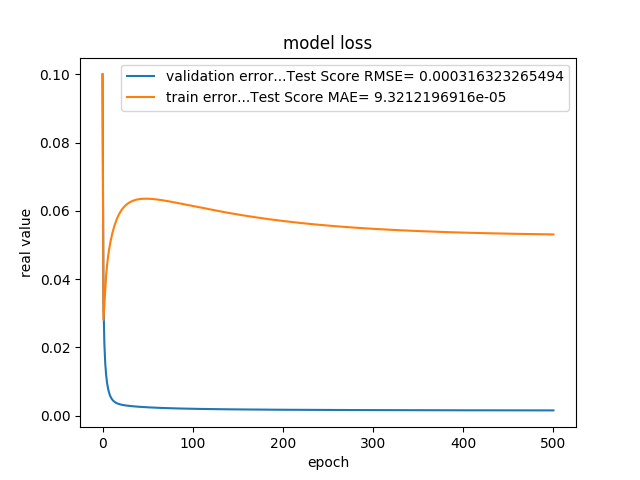 model loss
validation error...Test Score RMSE= 0.000316323265494
train error...Test Score MAE= 9.3212196916e-05
real value
0.10
0.08
0.06
0.04
0.02
0.00
0 100 200 300 400 500
epoch